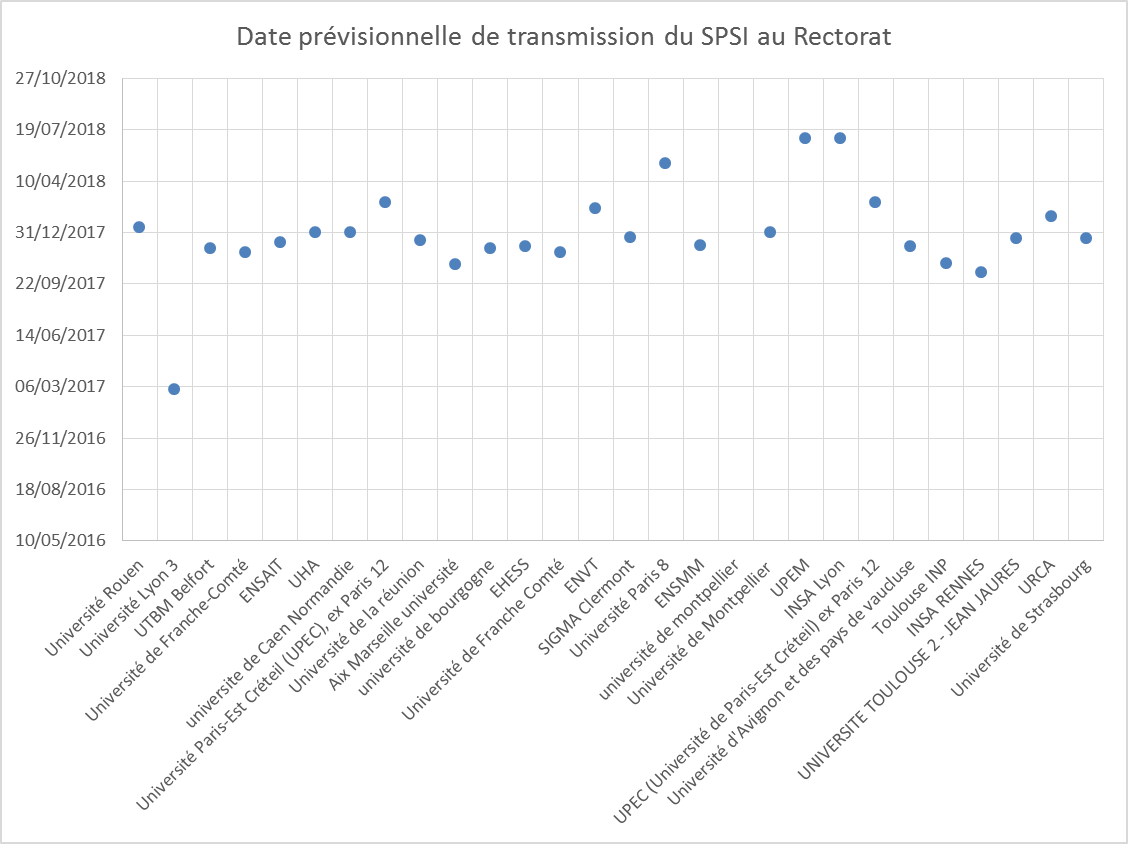 Date prévisionnelle de transmission du SPSI au Rectorat
27/10/2018
19/07/2018
10/04/2018
31/12/2017
22/09/2017
14/06/2017
06/03/2017
26/11/2016
18/08/2016
10/05/2016
Université Rouen
Université Lyon 3
UTBM Belfort
Université de Franche-Comté
ENSAIT
UHA
universite de Caen Normandie
Université Paris-Est Créteil (UPEC), ex Paris 12
Université de la réunion
Aix Marseille université
université de bourgogne
EHESS
Université de Franche Comté
ENVT
SIGMA Clermont
Université Paris 8
ENSMM
université de montpellier
Université de Montpellier
UPEM
INSA Lyon
UPEC (Université de Paris-Est Créteil) ex Paris 12
Université d'Avignon et des pays de vaucluse
Toulouse INP
INSA RENNES
UNIVERSITE TOULOUSE 2 - JEAN JAURES
URCA
Université de Strasbourg